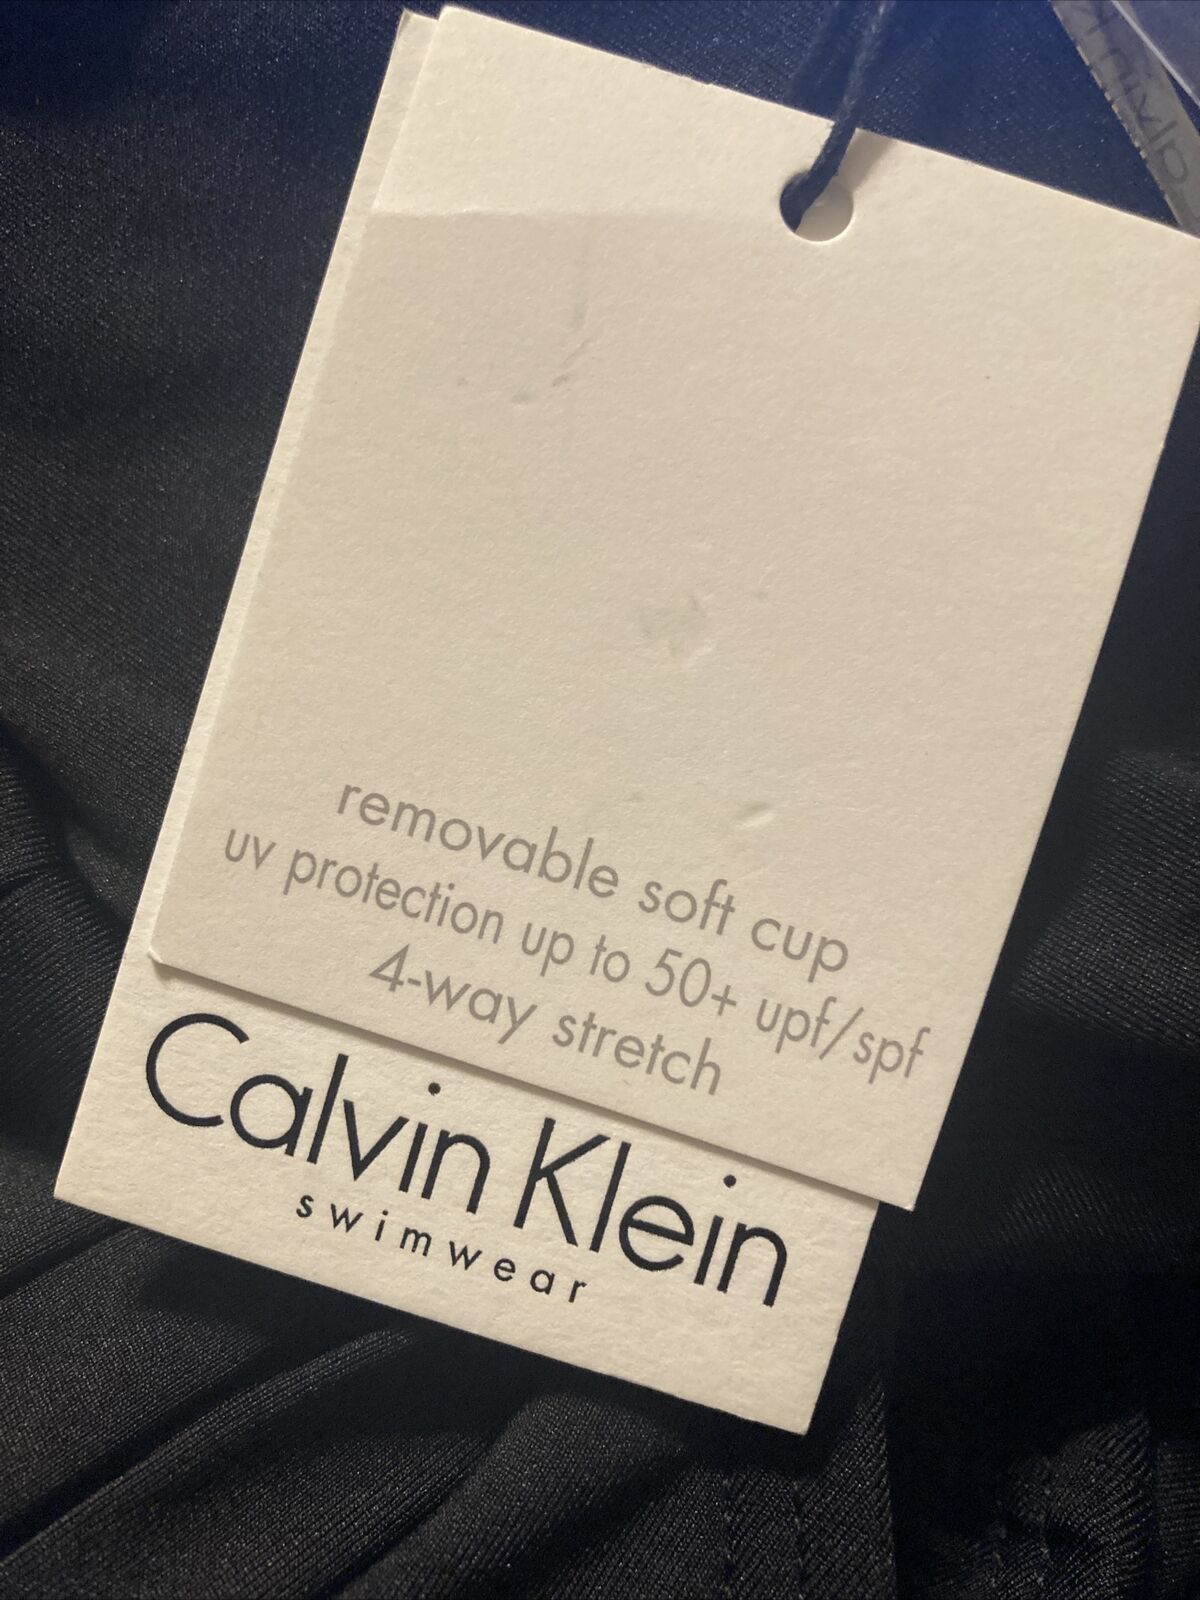 removable soft cup
uv protection up to 50+ upf/spf
4-way stretch
Calvin Klein
swimwear